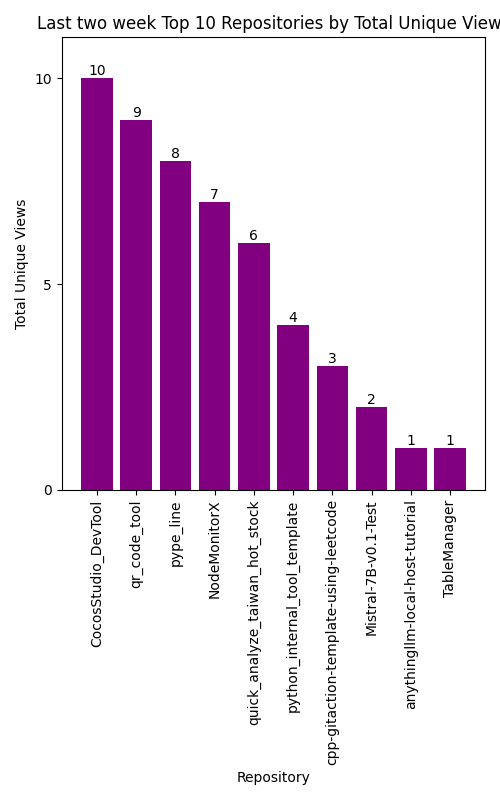 Last two week Top 10 Repositories by Total Unique View
10
9
8
7
6
4
3
2
1
1
10
5
0
Total Unique Views
CocosStudio_DevTool
qr_code_tool
pype_line
NodeMonitorX
quick_analyze_taiwan_hot_stock
python_internal_tool_template
cpp-gitaction-template-using-leetcode
Mistral-7B-v0.1-Test
anythingllm-local-host-tutorial
TableManager
Repository